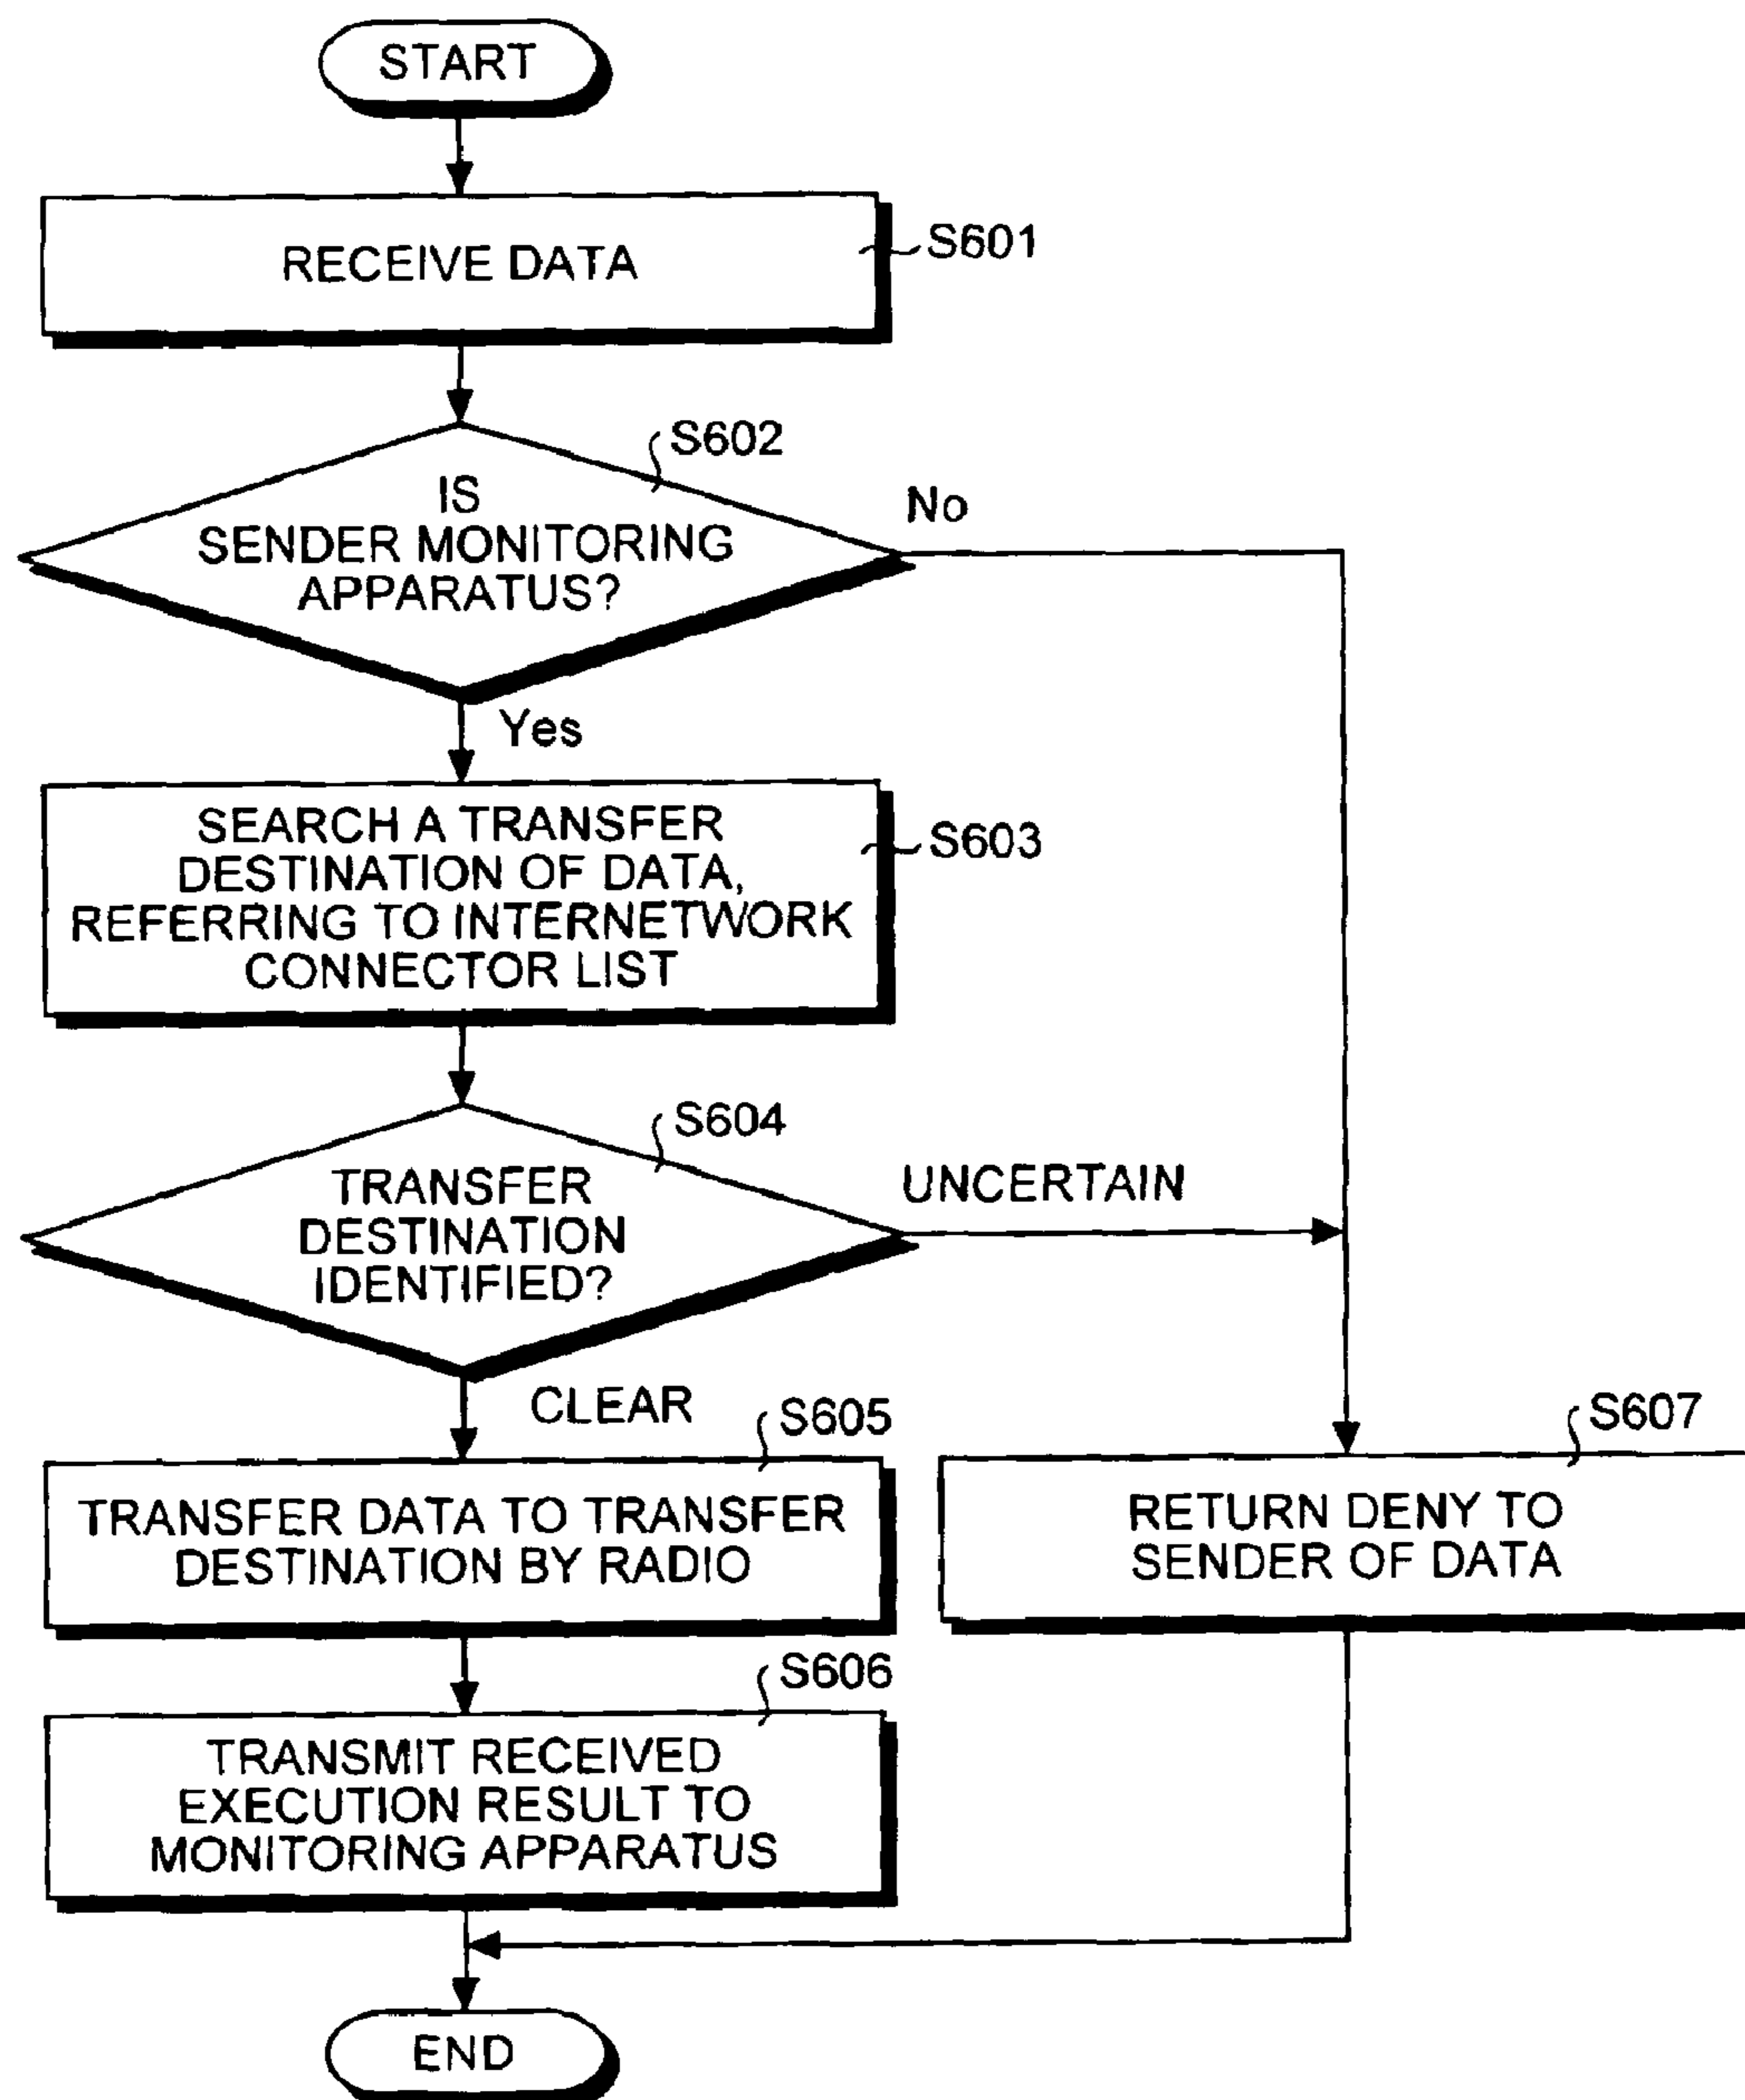 START
RECEIVE DATA
S601
S602
IS
SENDER MONITORING
APPARATUS?
No
Yes
SEARCH A TRANSFER
DESTINATION OF DATA,
REFERRING TO INTERNETWORK
CONNECTOR LIST
S603
S604
TRANSFER
DESTINATION
IDENTIFIED?
UNCERTAIN
CLEAR
S605
TRANSFER DATA TO TRANSFER
DESTINATION BY RADIO
S607
RETURN DENY TO
SENDER OF DATA
S606
TRANSMIT RECEIVED
EXECUTION RESULT TO
MONITORING APPARATUS
END